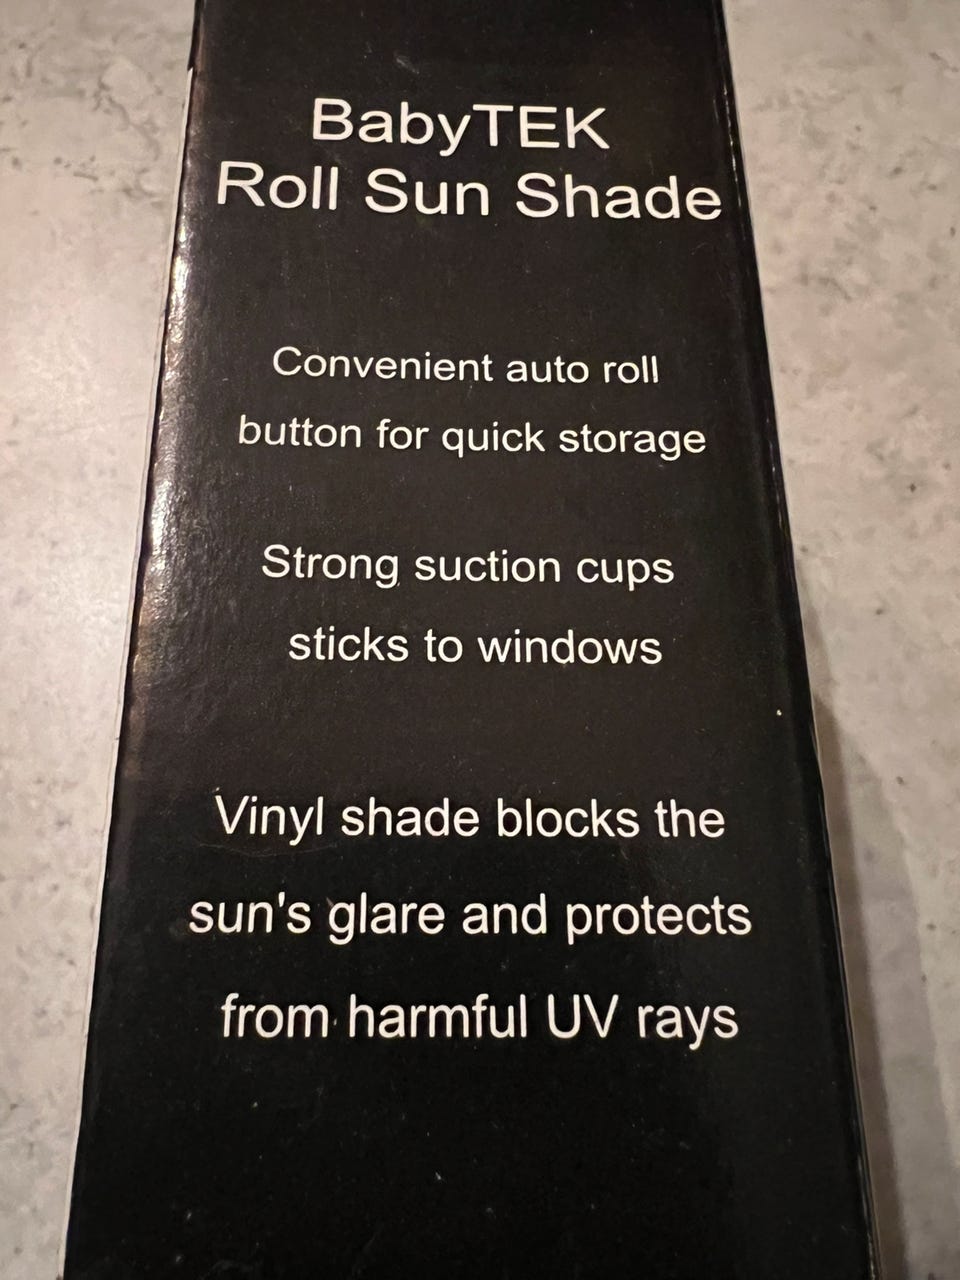 BabyTEK
Roll Sun Shade
Convenient auto roll
button for quick storage
Strong suction cups
sticks to windows
Vinyl shade blocks the
sun's glare and protects
from harmful UV rays